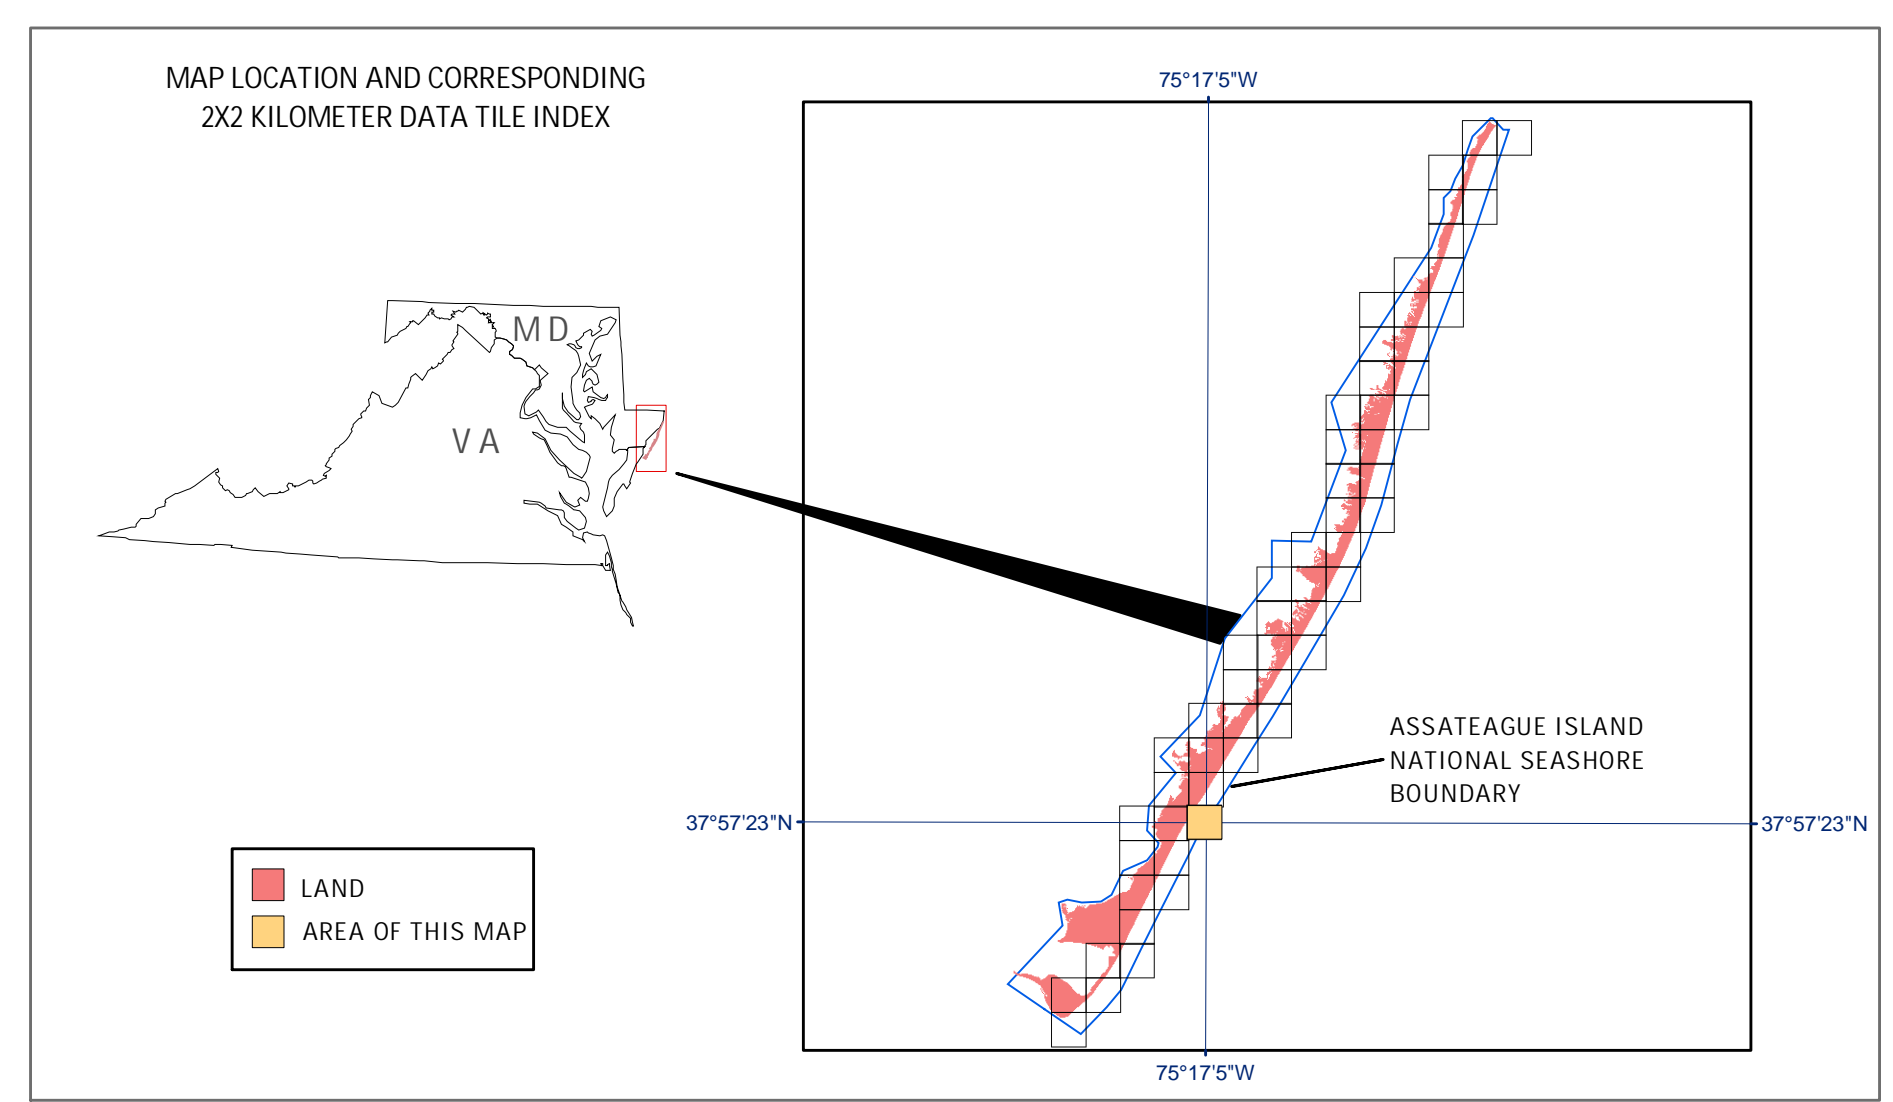 MAP LOCATION AND CORRESPONDING
2X2 KILOMETER DATA TILE INDEX
75°17'5"W
MD
VA
ASSATEAGUE ISLAND
NATIONAL SEASHORE
BOUNDARY
37°57'23"N
37°57'23"N
LAND
AREA OF THIS MAP
75°17'5"W